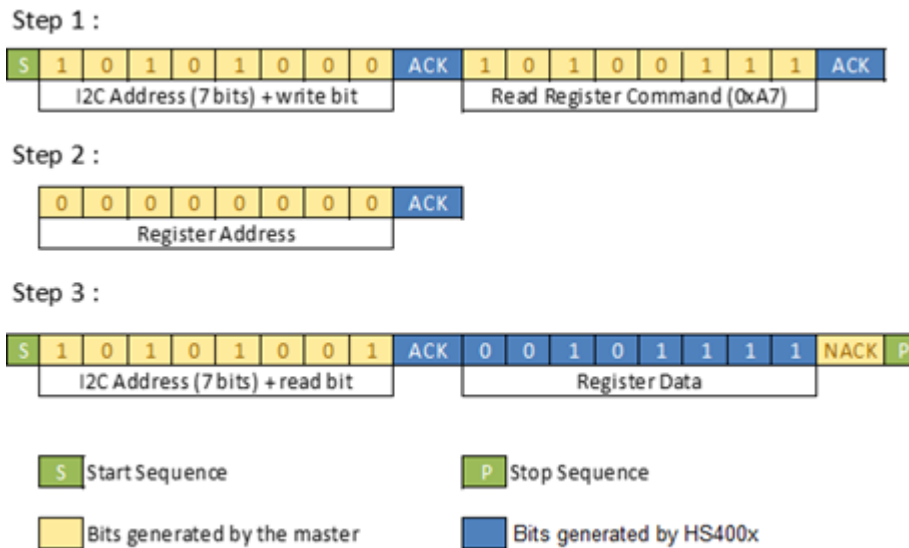 Step 1 :
S 1 0 1 0 1 0 0 0 ACK 1 0 1 0 0 1 1 1 ACK
I2C Address (7 bits) + write bit Read Register Command (0xA7)
Step 2 :
0 0 0 0 0 0 0 0 ACK
Register Address
Step 3 :
S 1 0 1 0 1 0 0 1 ACK 0 0 1 0 1 1 1 1 NACK P
I2C Address (7 bits) + read bit Register Data
S Start Sequence P Stop Sequence
Bits generated by the master Bits generated by HS400x